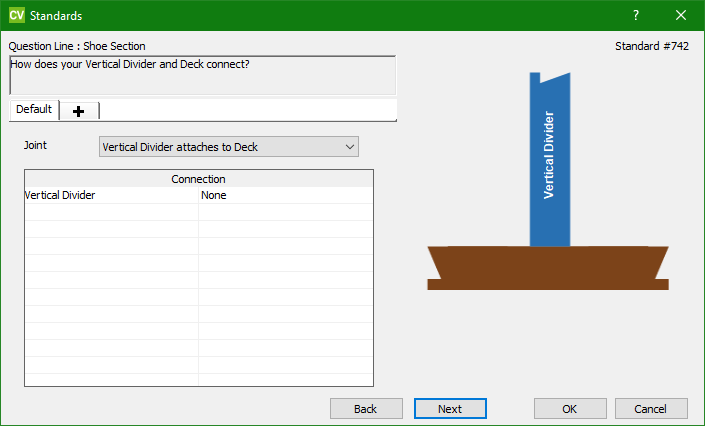 CV Standards ?
Question Line : Shoe Section Standard #742
How does your Vertical Divider and Deck connect?
Default
Joint Vertical Divider attaches to Deck
Connection
Vertical Divider None
Vertical Divider
Back Next OK Cancel